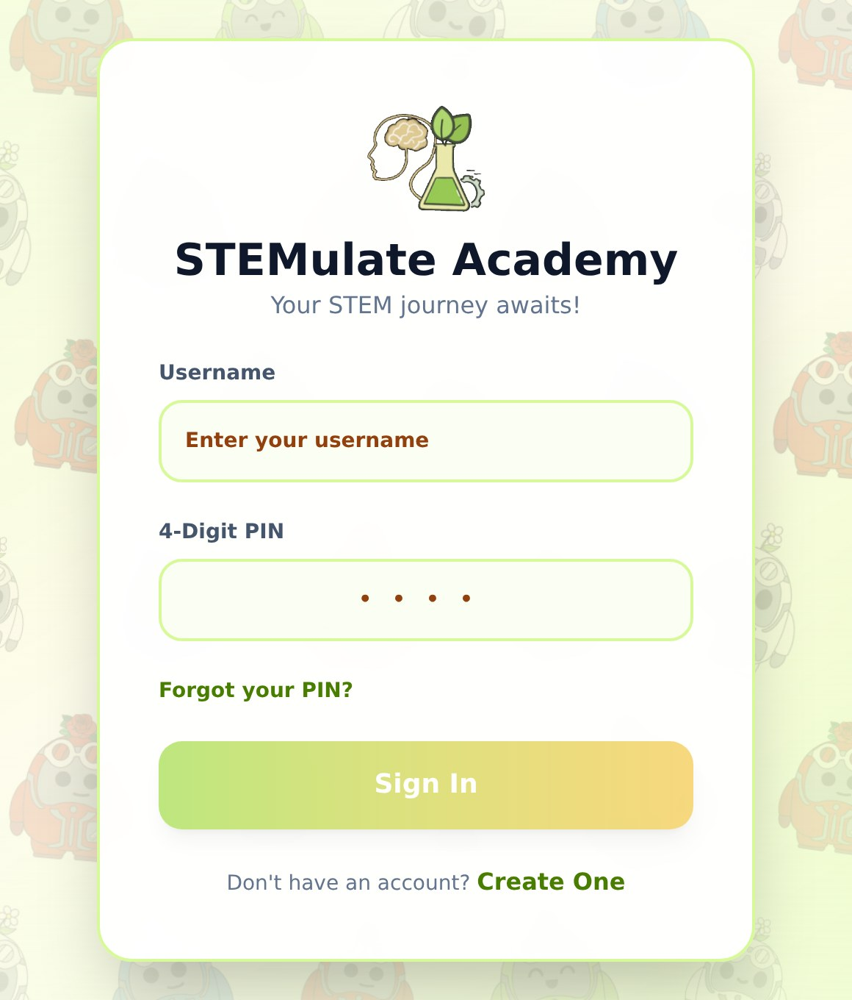 STEMulate Academy
Your STEM journey awaits!
Username
Enter your username
4-Digit PIN
• • • •
Forgot your PIN?
Sign In
Don't have an account? Create One